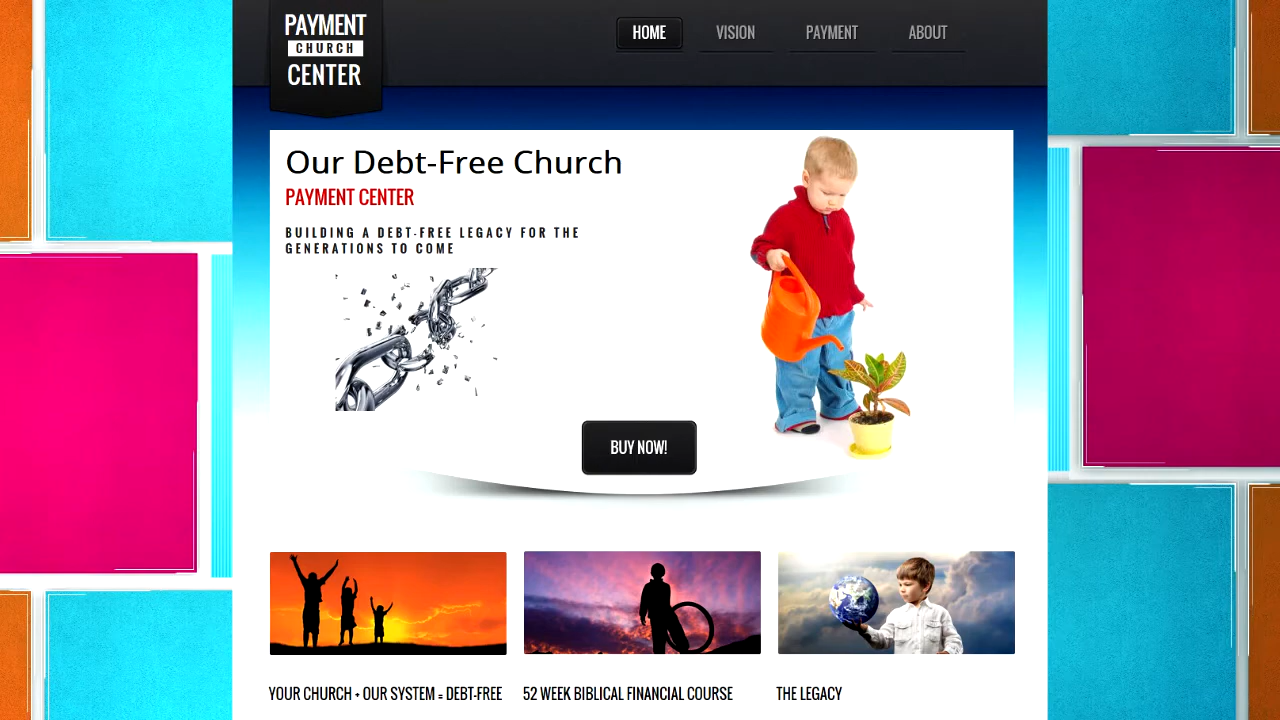 PAYMENT
CHURCH
CENTER
HOME
VISION
PAYMENT
ABOUT
Our Debt-Free Church
PAYMENT CENTER
BUILDING A DEBT-FREE LEGACY FOR THE
GENERATIONS TO COME
BUY NOW!
YOUR CHURCH + OUR SYSTEM = DEBT-FREE
52 WEEK BIBLICAL FINANCIAL COURSE
THE LEGACY